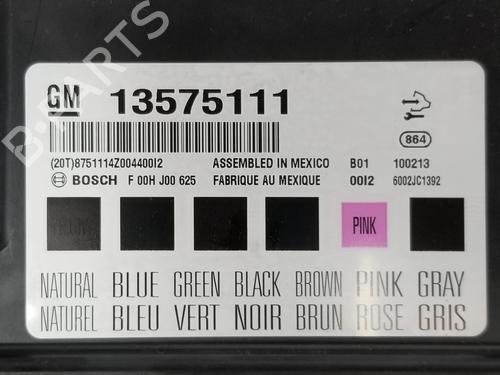 GM 13575111
864
(20T)8751114Z004400I2 ASSEMBLED IN MEXICO B01 100213
BOSCH F 00H J00 625 FABRIQUE AU MEXIQUE 00I2 6002JC1392
PINK
NATURAL BLUE GREEN BLACK BROWN PINK GRAY
NATUREL BLEU VERT NOIR BRUN ROSE GRIS
B-PARTS